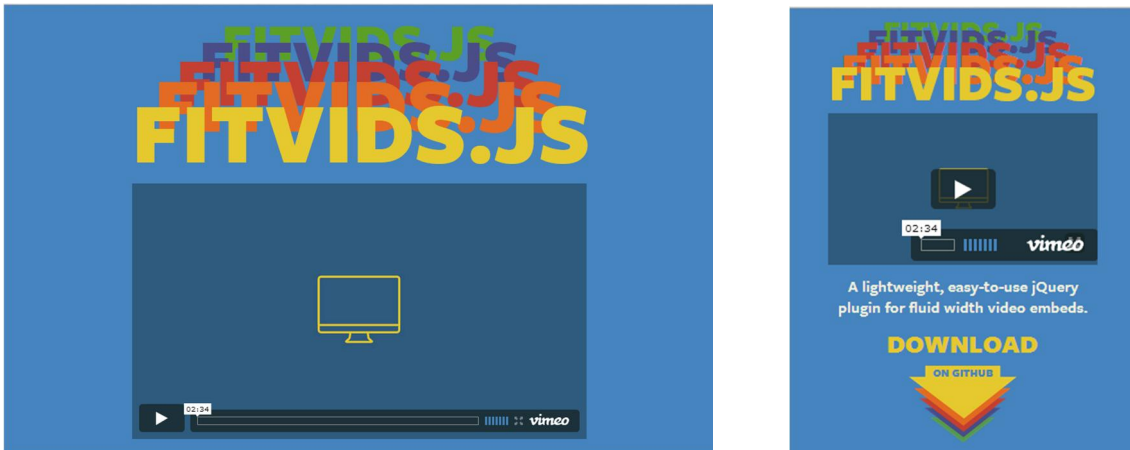 FITVIDS.JS
FITVIDS.JS
FITVIDS.JS
FITVIDS.JS
FITVIDS.JS
02:34
vimeo
FITVIDS.JS
FITVIDS.JS
FITVIDS.JS
FITVIDS.JS
FITVIDS.JS
02:34
vimeo
A lightweight, easy-to-use jQuery
plugin for fluid width video embeds.
DOWNLOAD
ON GITHUB